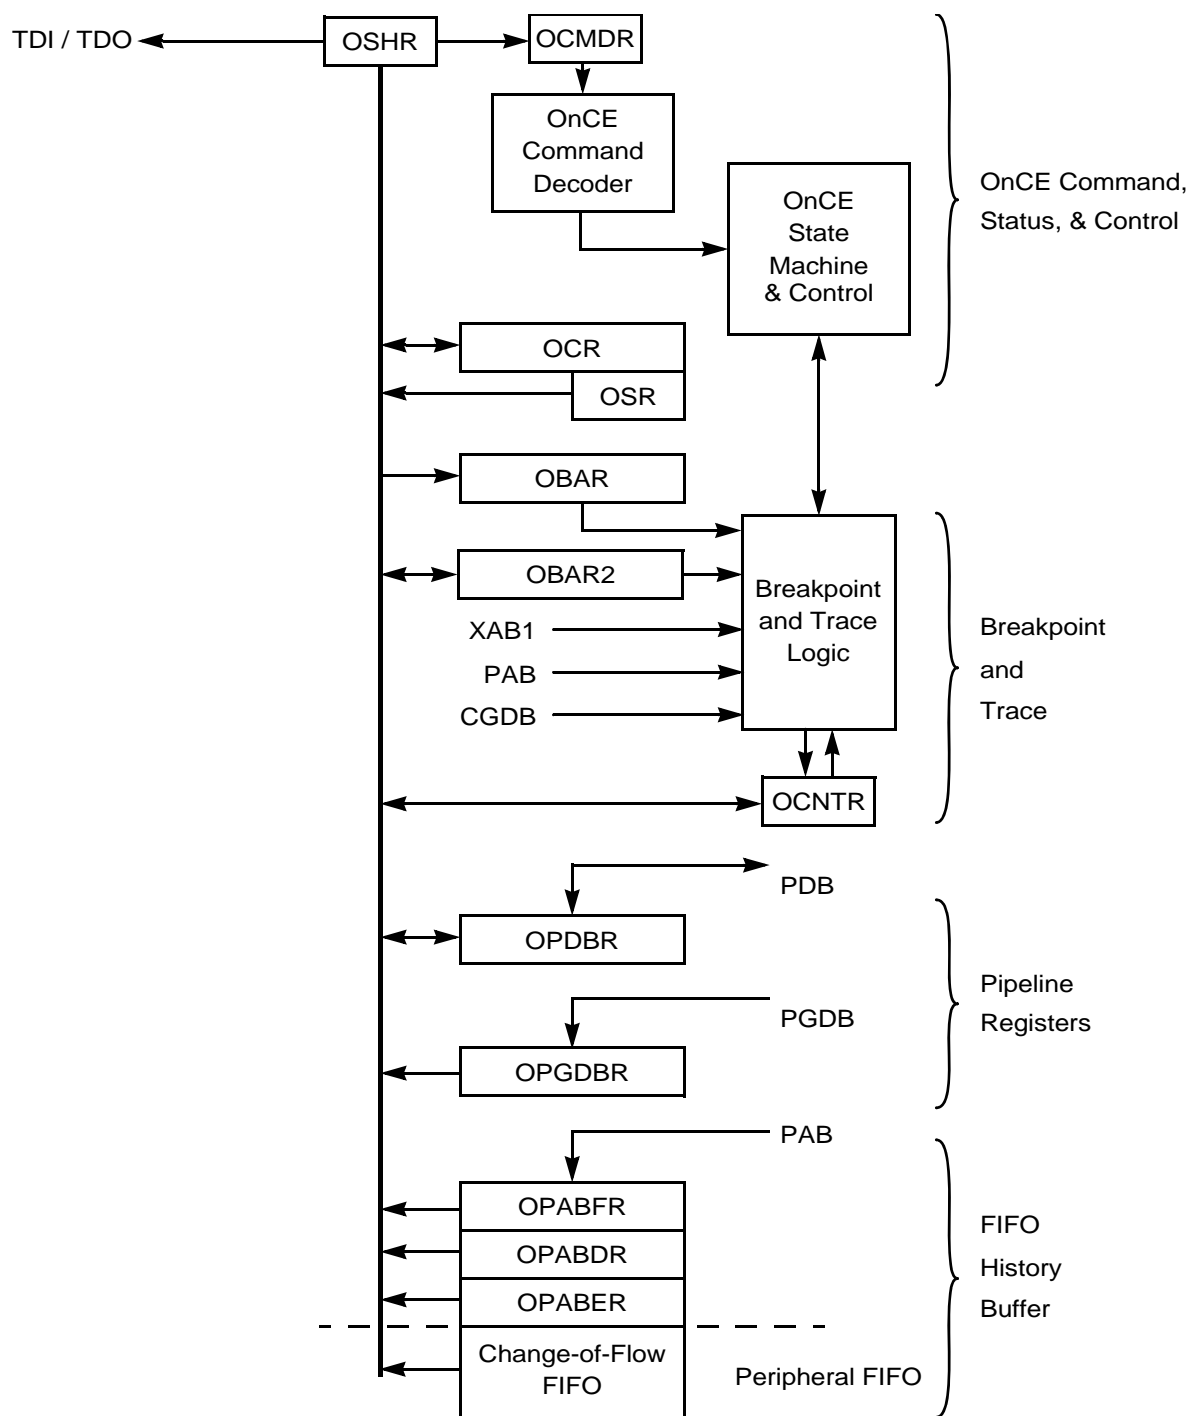 TDI / TDO
OSHR
OCMDR
OnCE
Command
Decoder
OnCE
State
Machine
& Control
OnCE Command,
Status, & Control
OCR
OSR
OBAR
OBAR2
XAB1
PAB
CGDB
Breakpoint
and Trace
Logic
Breakpoint
and
Trace
OCNTR
PDB
OPDBR
PGDB
OPGDBR
Pipeline
Registers
PAB
OPABFR
OPABDR
OPABER
Change-of-Flow
FIFO
Peripheral FIFO
FIFO
History
Buffer